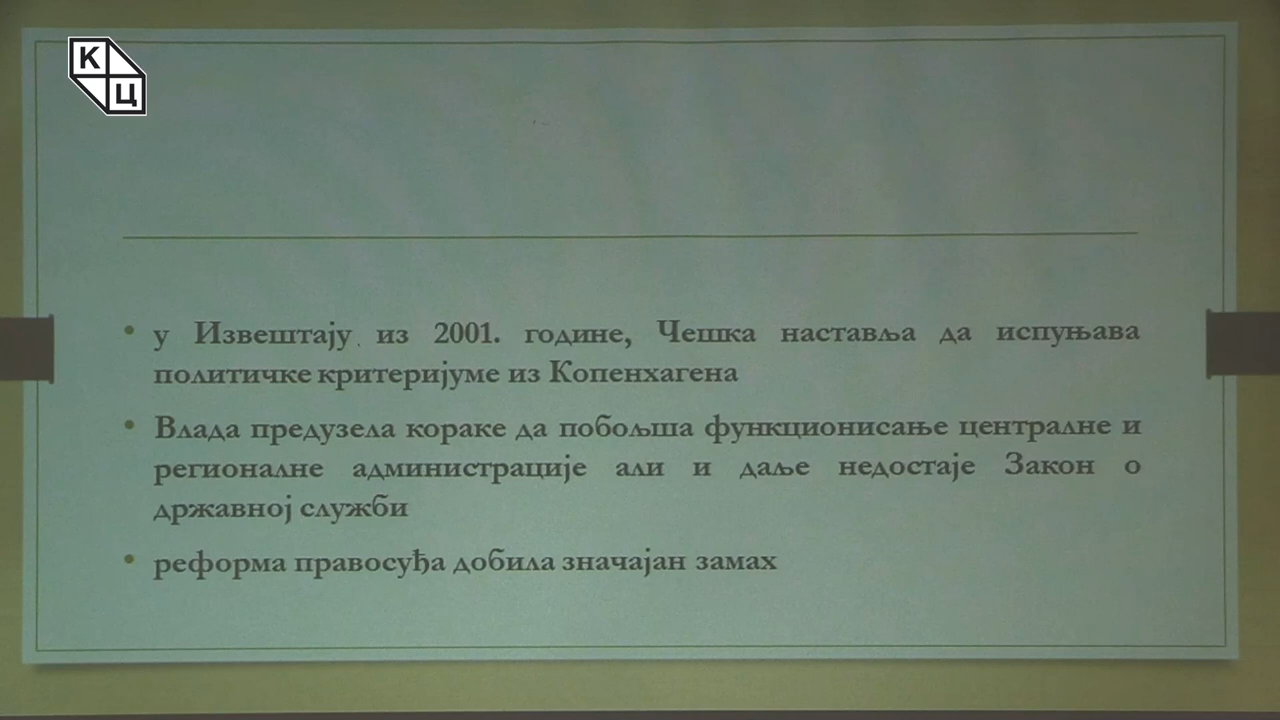 К
Ц
у Извештају из 2001. године, Чешка наставља да испуњава
политичке критеријуме из Копенхагена
Влада предузела кораке да побољша функционисање централне и
регионалне администрације али и даље недостаје Закон о
државној служби
реформа правосуђа добила значајан замах